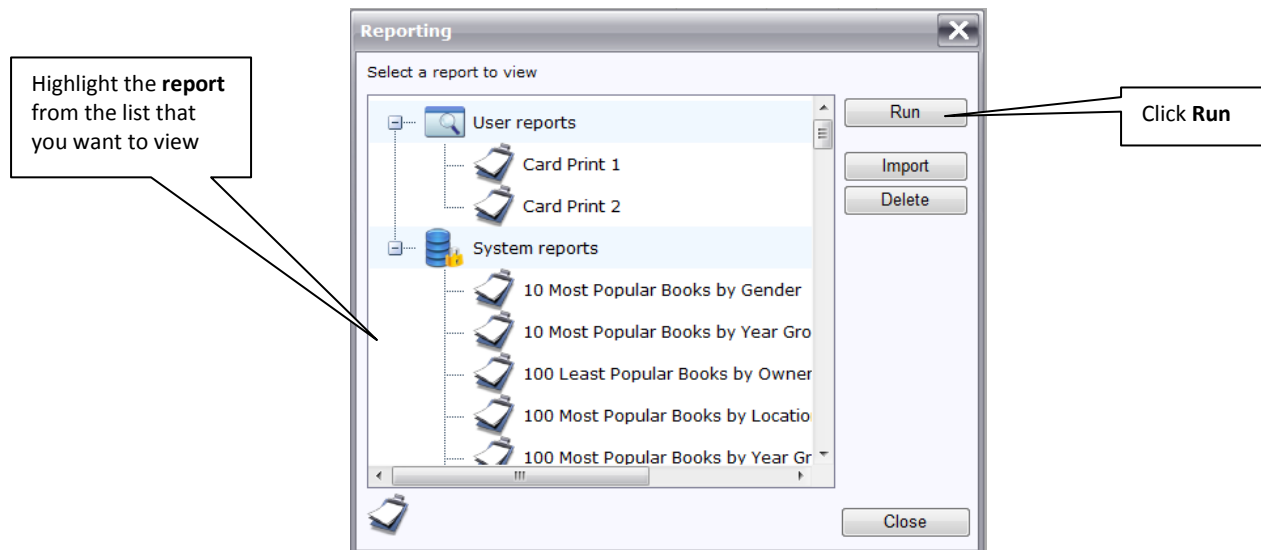 Reporting
Select a report to view
Highlight the report
from the list that
you want to view
User reports
Run
Click Run
Card Print 1
Import
Card Print 2
Delete
System reports
10 Most Popular Books by Gender
10 Most Popular Books by Year Gro
100 Least Popular Books by Owner
100 Most Popular Books by Locatio
100 Most Popular Books by Year Gr
Close